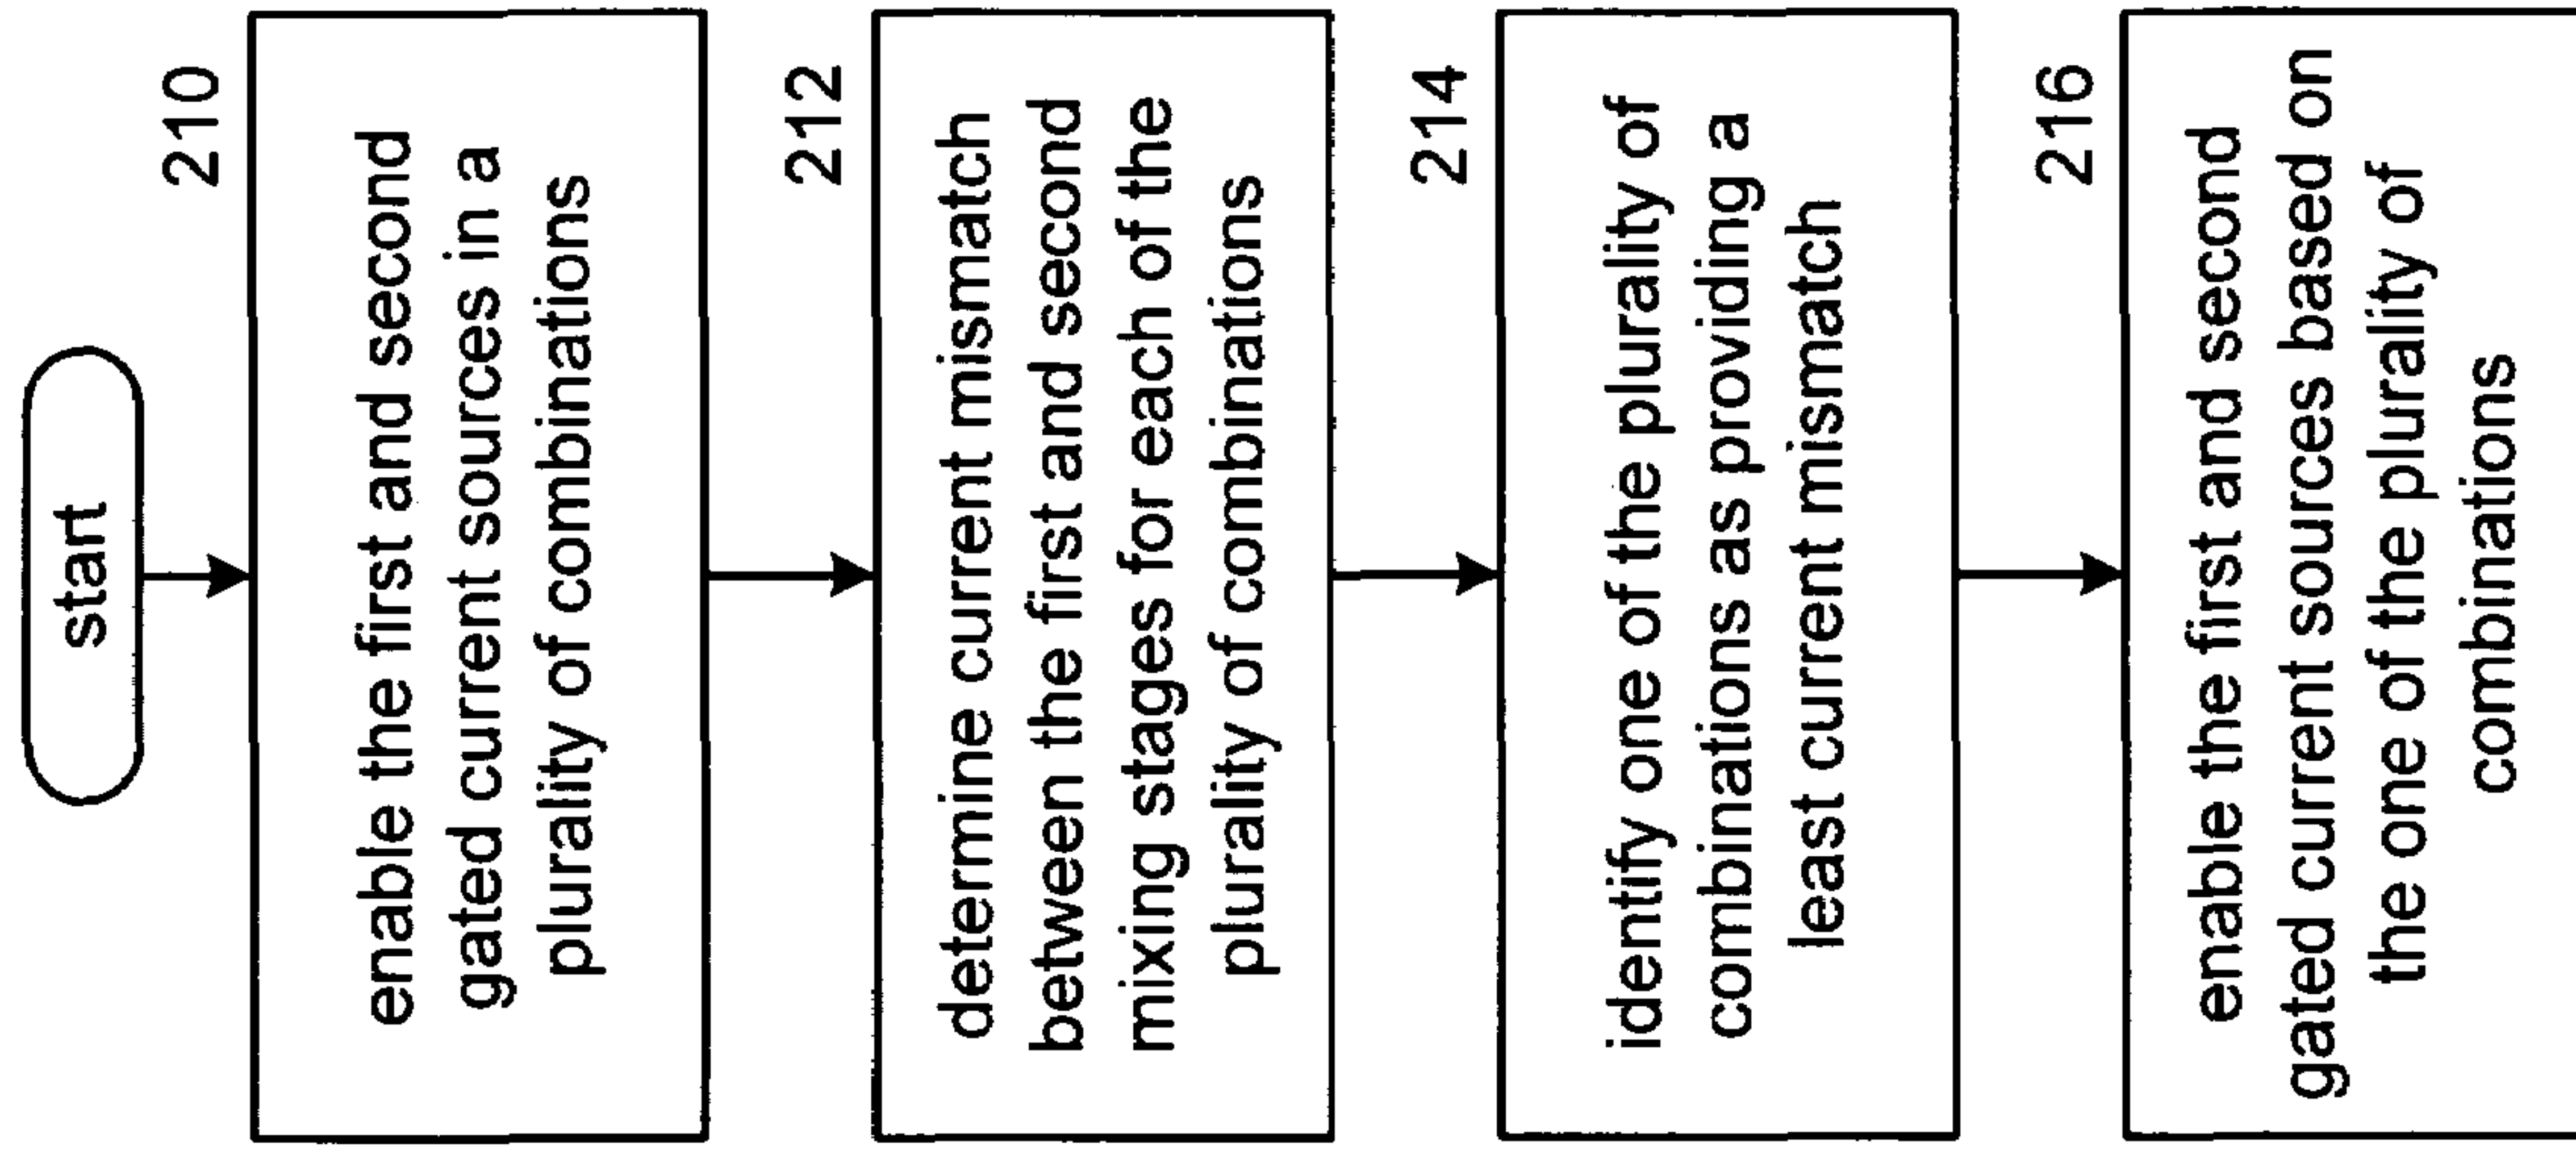 start
210
enable the first and second
gated current sources in a
plurality of combinations
212
determine current mismatch
between the first and second
mixing stages for each of the
plurality of combinations
214
identify one of the plurality of
combinations as providing a
least current mismatch
216
enable the first and second
gated current sources based on
the one of the plurality of
combinations